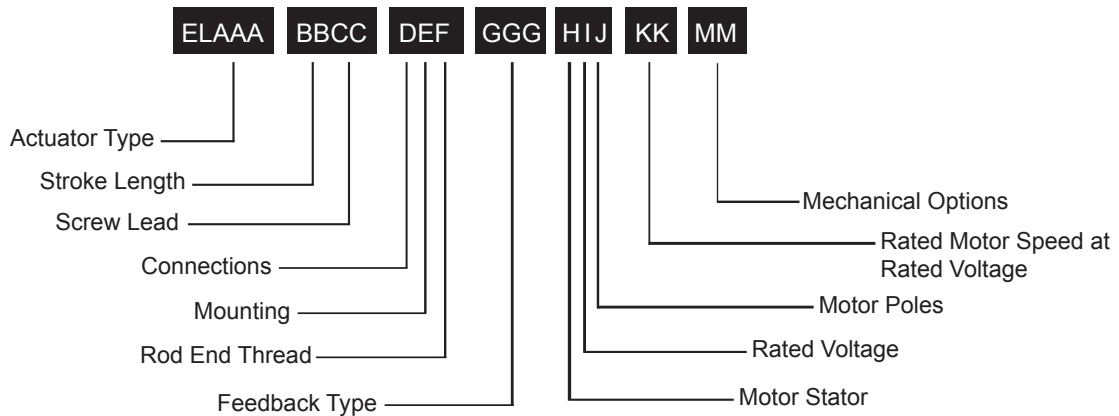 ELAAA BBCC DEF GGG HIJ KK MM
Actuator Type
Stroke Length
Screw Lead
Connections
Mounting
Rod End Thread
Feedback Type
Mechanical Options
Rated Motor Speed at
Rated Voltage
Motor Poles
Rated Voltage
Motor Stator